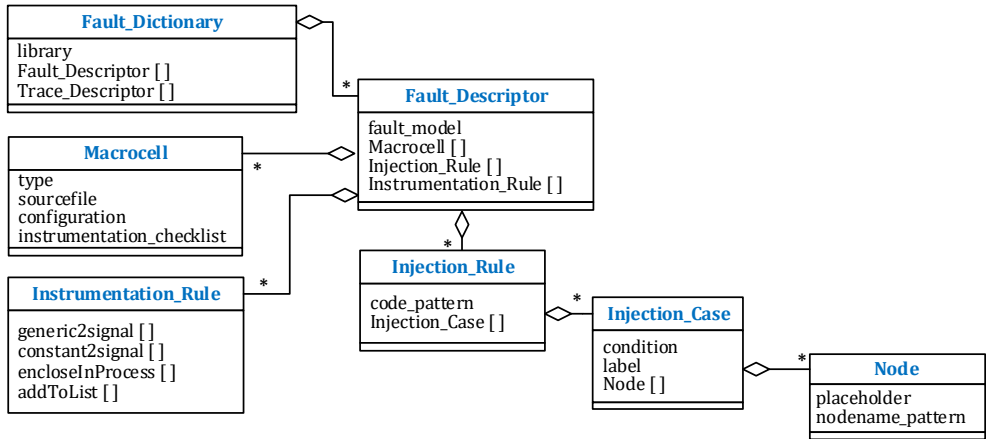 Fault_Dictionary
library
Fault_Descriptor []
Trace_Descriptor []
*
Fault_Descriptor
fault_model
Macrocell []
Injection_Rule []
Instrumentation_Rule []
Macrocell
*
type
sourcefile
configuration
instrumentation_checklist
*
Instrumentation_Rule
generic2signal []
constant2signal []
encloseInProcess []
addToList []
*
Injection_Rule
code_pattern
Injection_Case []
*
Injection_Case
condition
label
Node []
*
Node
placeholder
nodename_pattern